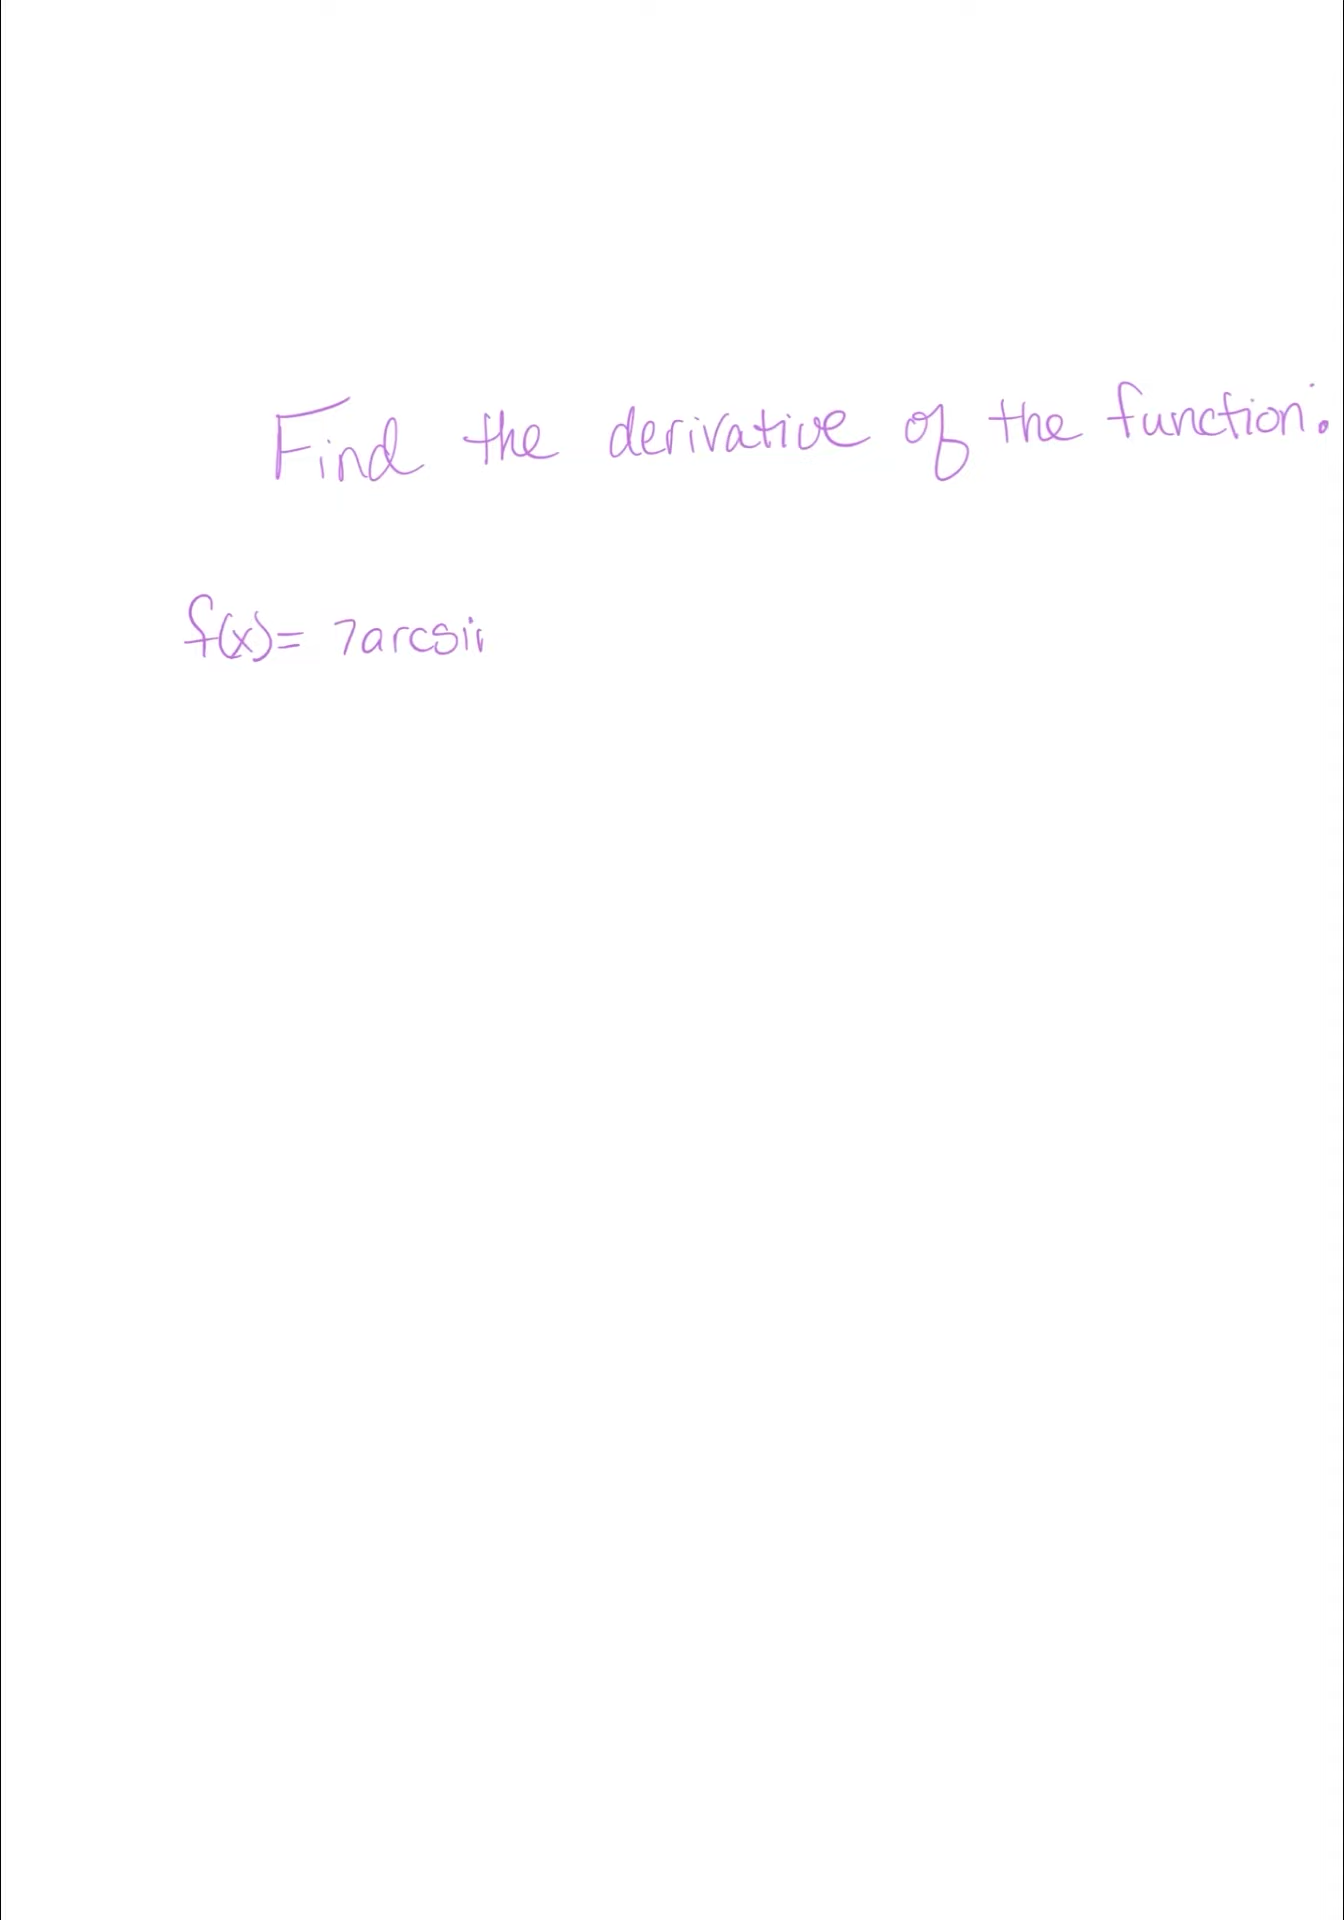 Find the derivative of the function:
f(x)= 7arcsi